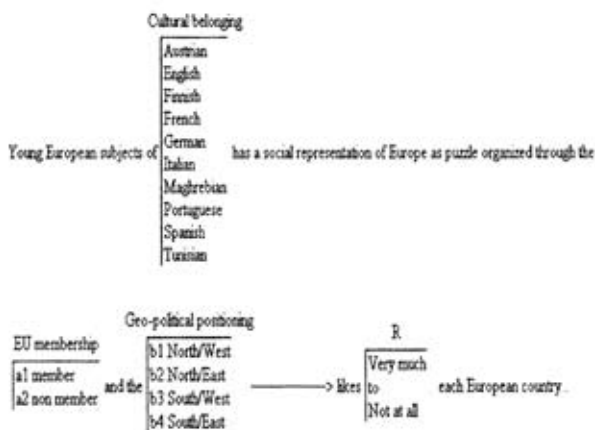 Cultural belonging
Austrian
English
Finnish
French
Young European subjects of German has a social representation of Europe as puzzle organized through the
Italian
Maghrebian
Portuguese
Spanish
Tunisian
Geo-political positioning
EU membership b1 North/West R
a1 member and the b2 North/East -----> likes Very much
a2 non member b3 South/West to each European country.
b4 South/East Not at all